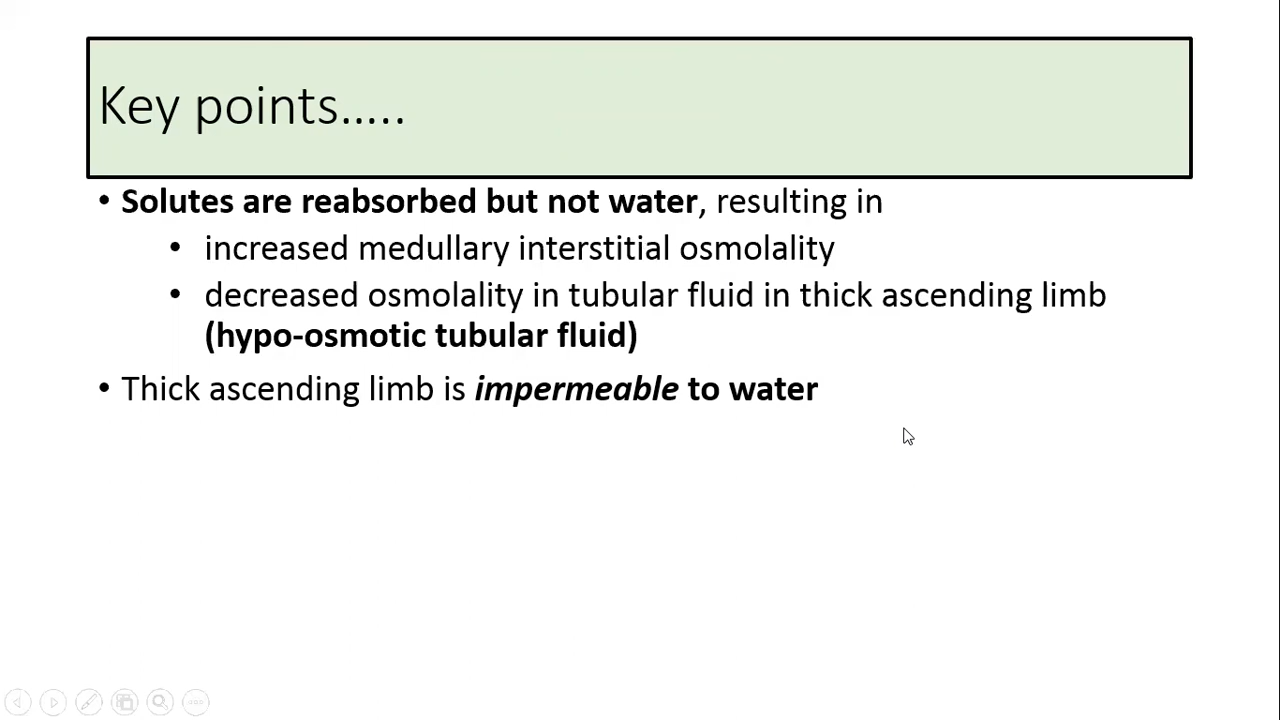 Key points.....
• Solutes are reabsorbed but not water, resulting in
• increased medullary interstitial osmolality
• decreased osmolality in tubular fluid in thick ascending limb
(hypo-osmotic tubular fluid)
• Thick ascending limb is impermeable to water